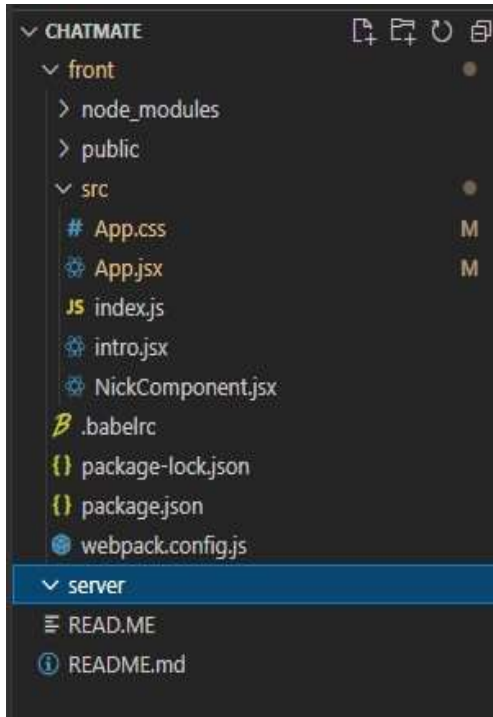 CHATMATE
front
node_modules
public
src
# App.css M
App.jsx M
JS index.js
intro.jsx
NickComponent.jsx
B .babelrc
{} package-lock.json
{} package.json
webpack.config.js
server
READ.ME
README.md